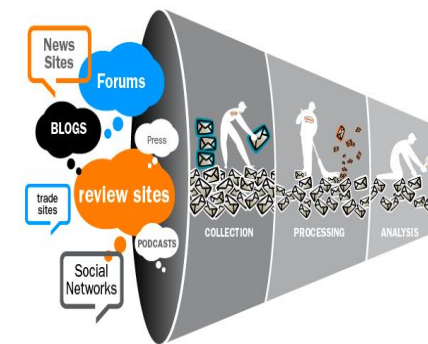 News
Sites
Forums
BLOGS
Press
review sites
trade
sites
PODCASTS
Social
Networks
COLLECTION
PROCESSING
ANALYSIS